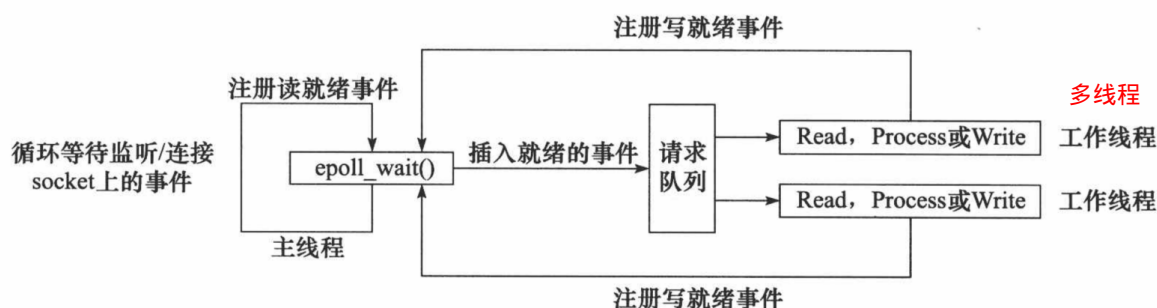 注册写就绪事件
注册读就绪事件
多线程
循环等待监听/连接
socket上的事件
epoll_wait()
插入就绪的事件
请求
队列
Read，Process或Write
工作线程
Read，Process或Write
工作线程
主线程
注册写就绪事件